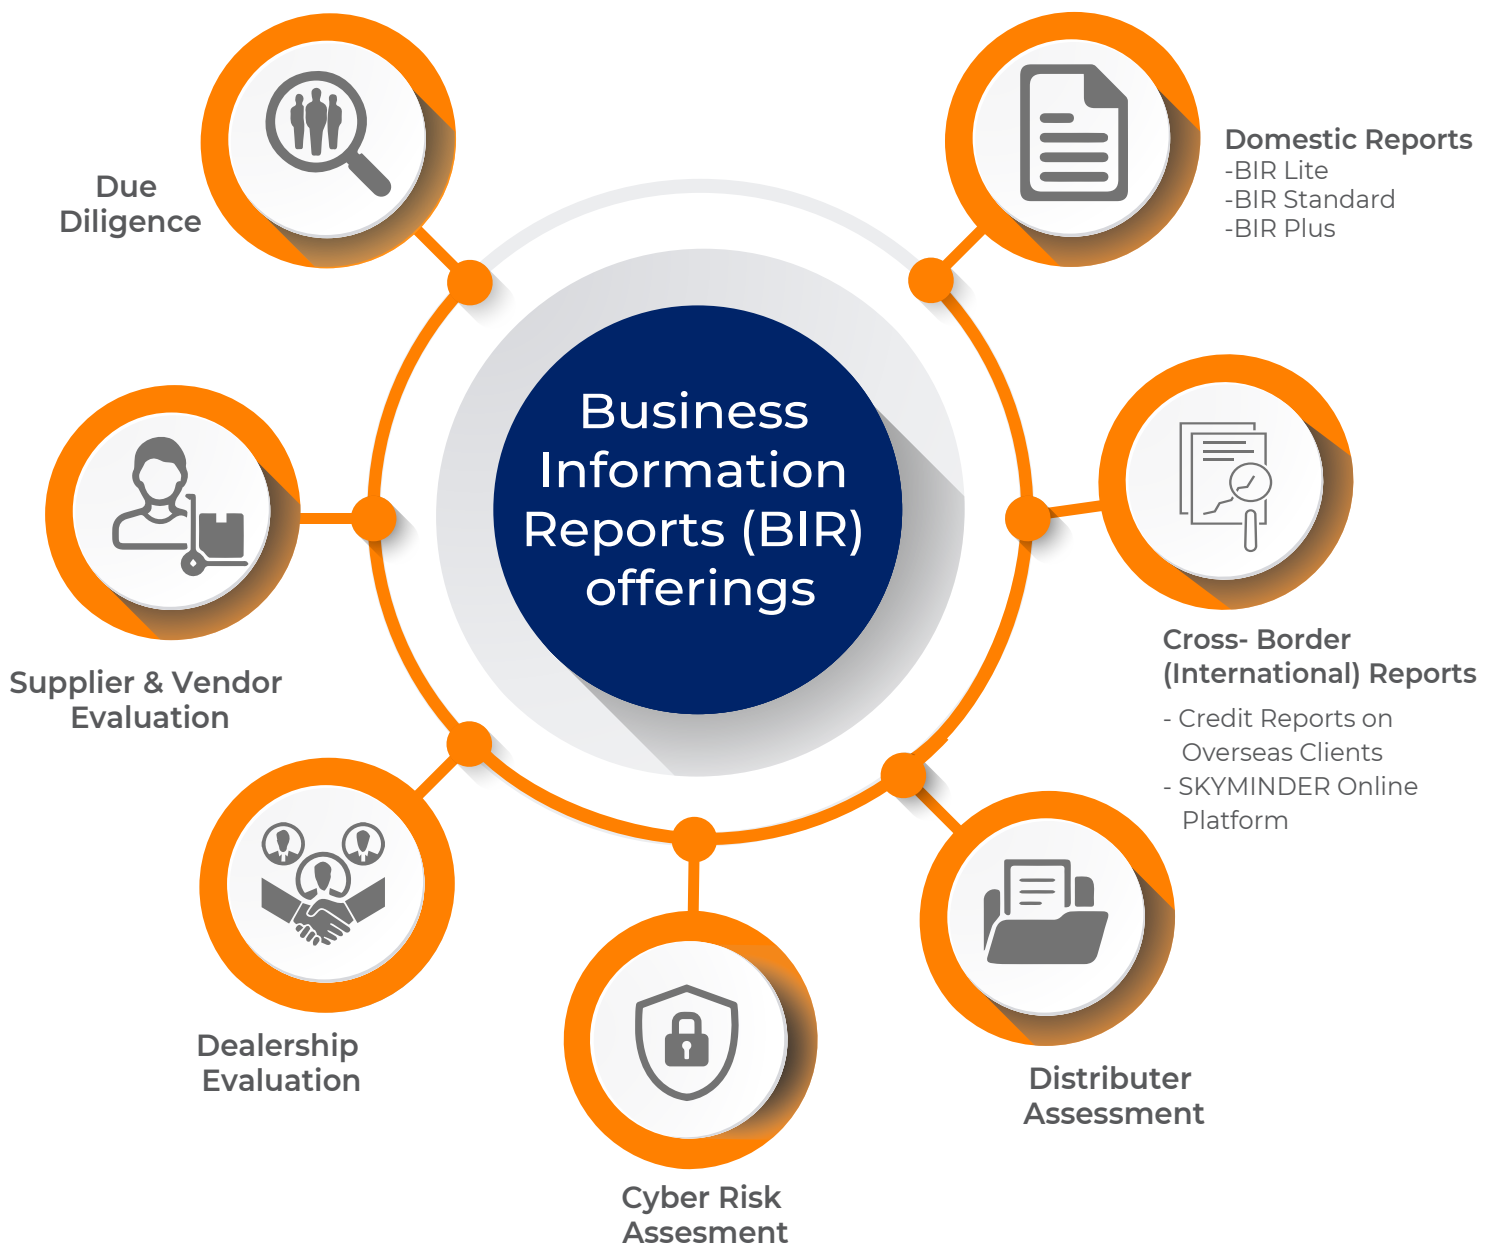 Business
Information
Reports (BIR)
offerings
Domestic Reports
-BIR Lite
-BIR Standard
-BIR Plus
Cross- Border
(International) Reports
- Credit Reports on
Overseas Clients
- SKYMINDER Online
Platform
Distributer
Assessment
Cyber Risk
Assesment
Dealership
Evaluation
Supplier & Vendor
Evaluation
Due
Diligence